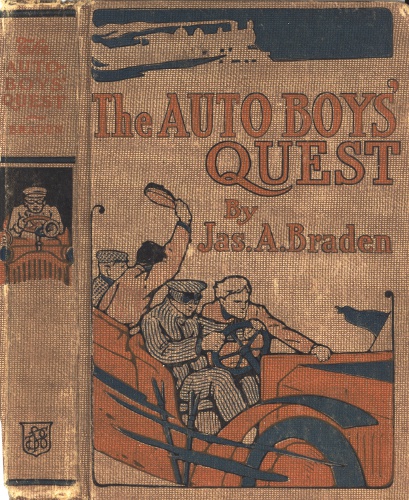 The
AUTO
BOYS'
QUEST
BRADEN
The AUTO BOYS'
QUEST
By
Jas. A. Braden